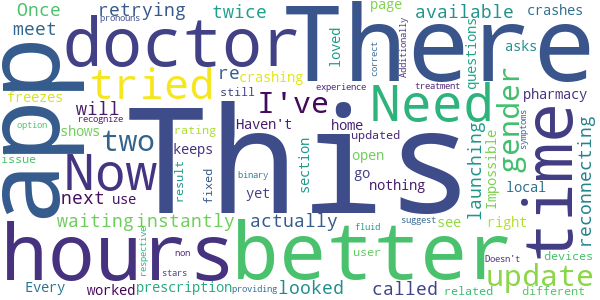 Once
retrying
pronouns
twice
available
page
crashes
meet
doctor
There
Additionally
questions
asks
loved
correct
re
crashing
app
tried
freezes
will
still
experience
treatment
pharmacy
I've
Need
gender
time
shows
recognize
rating
Haven't
home
updated
option
two
This
Impossible
symptoms
local
issue
Now
keeps
result
fixed
section
open
launching
reconnecting
binary
go
nothing
next
use
yet
waiting
instantly
actually
see
right
respective
hours
better
fluid
suggest
user
Doesn't
devices
non
update
Every
worked
prescription
stars
providing
looked
called
related
different